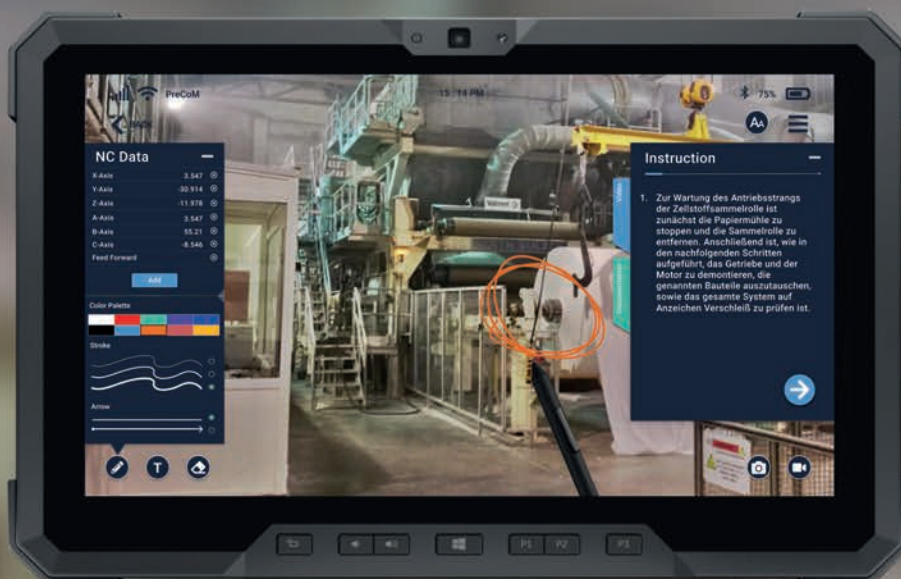 PreCoM
15:14 PM
75%
BACK
AA
NC Data
X-Axis 3.547
Y-Axis -30.914
Z-Axis -11.978
A-Axis 3.547
B-Axis 55.21
C-Axis -8.546
Feed Forward
Add
Color Palette
Stroke
Arrow
T
Valmet
Video
Instruction
1. Zur Wartung des Antriebsstrangs
der Zellstoffsammelrolle ist
zunächst die Papiermühle zu
stoppen und die Sammelrolle zu
entfernen. Anschließend ist, wie in
den nachfolgenden Schritten
aufgeführt, das Getriebe und der
Motor zu demontieren, die
genannten Bauteile auszutauschen,
sowie das gesamte System auf
Anzeichen Verschleiß zu prüfen ist.
P1 P2 P3